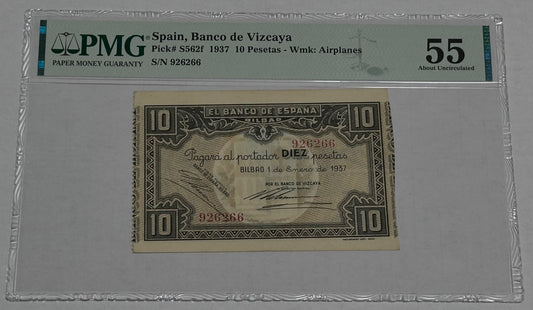 PMG
PAPER MONEY GUARANTY
Spain, Banco de Vizcaya
Pick# S562f 1937 10 Pesetas - Wmk: Airplanes
S/N 926266
55
About Uncirculated
10
EL BANCO DE ESPAÑA
BILBAO
10
926266
Pagará al portador DIEZ pesetas
BILBAO 1 de Enero de 1937
POR EL BANCO DE VIZCAYA
10
926266
10